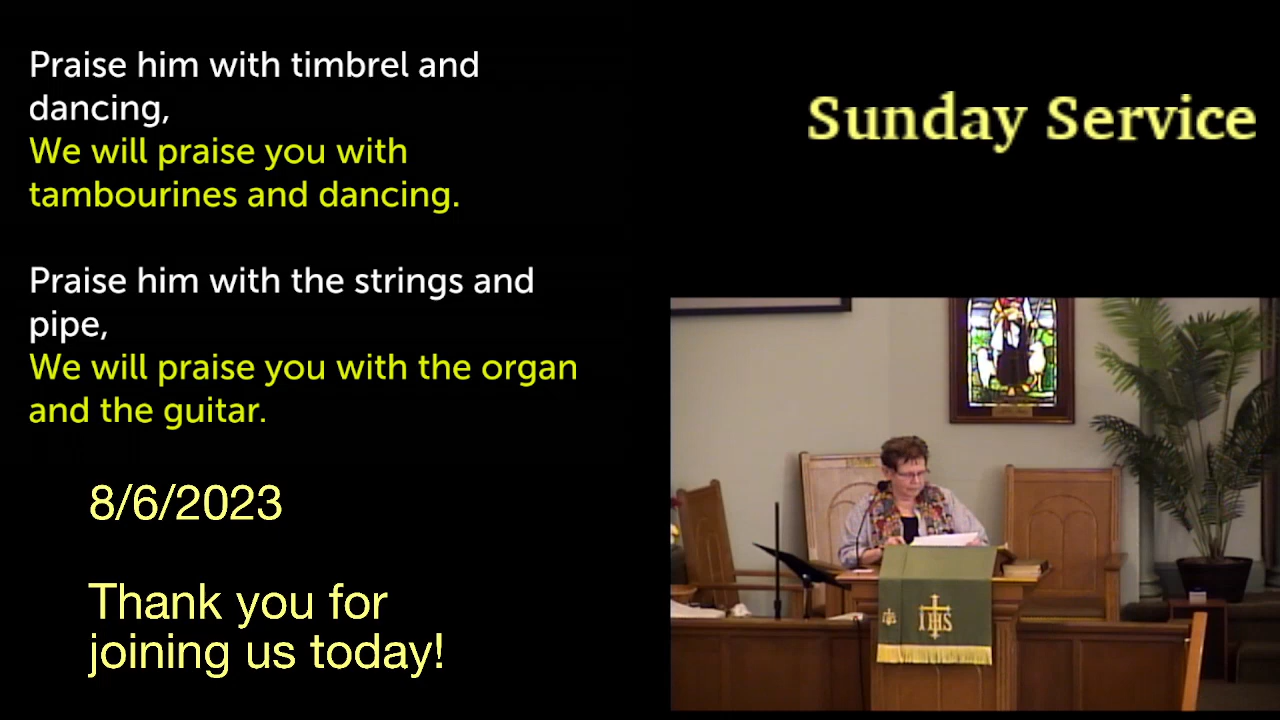 Praise him with timbrel and
dancing,
We will praise you with
tambourines and dancing.
Praise him with the strings and
pipe,
We will praise you with the organ
and the guitar.
8/6/2023
Thank you for
joining us today!
Sunday Service
IHS